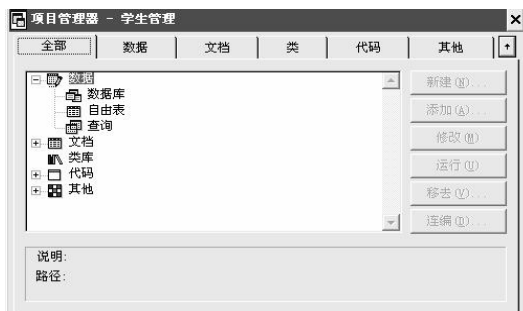 项目管理器 - 学生管理
全部 数据 文档 类 代码 其他
数据
数据库
自由表
查询
文档
类库
代码
其他
新建(N)...
添加(A)...
修改(M)
运行(U)
移去(V)...
连编(D)...
说明:
路径: